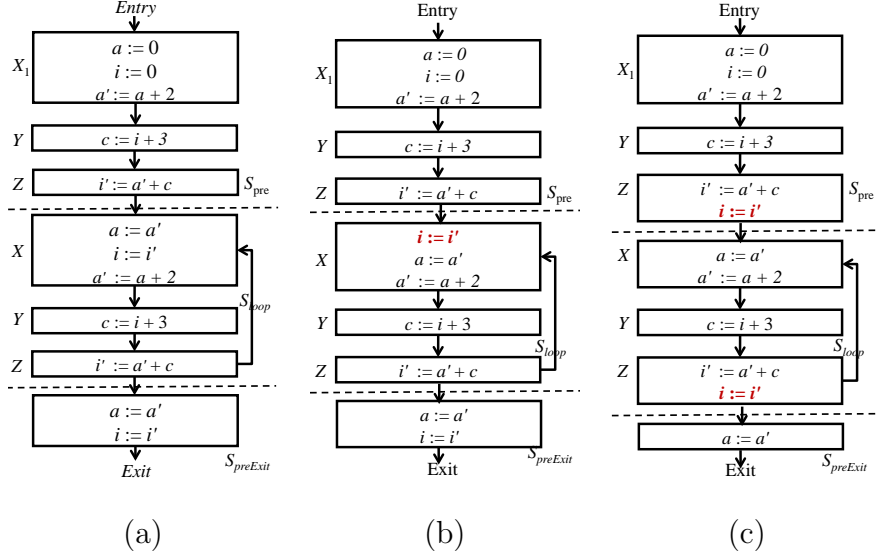 Entry
X1
a := 0
i := 0
a' := a + 2
Y
c := i + 3
Z
i' := a' + c
Spre
X
a := a'
i := i'
a' := a + 2
Sloop
Y
c := i + 3
Z
i' := a' + c
a := a'
i := i'
Exit
SpreExit
(a)
Entry
X1
a := 0
i := 0
a' := a + 2
Y
c := i + 3
Z
i' := a' + c
Spre
X
i := i'
a := a'
a' := a + 2
Y
c := i + 3
Sloop
Z
i' := a' + c
a := a'
i := i'
Exit
SpreExit
(b)
Entry
X1
a := 0
i := 0
a' := a + 2
Y
c := i + 3
Z
i' := a' + c
i := i'
Spre
X
a := a'
a' := a + 2
Y
c := i + 3
Sloop
Z
i' := a' + c
i := i'
a := a'
Exit
SpreExit
(c)